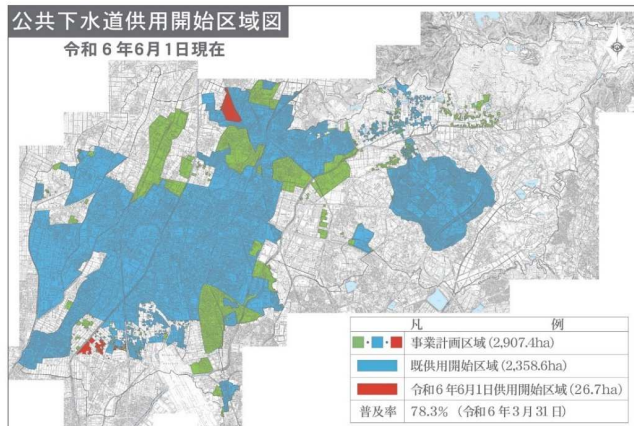 公共下水道供用開始区域図
令和6年6月1日現在
凡 例
事業計画区域(2,907.4ha)
既供用開始区域(2,358.6ha)
令和6年6月1日供用開始区域(26.7ha)
普及率 78.3% (令和6年3月31日)